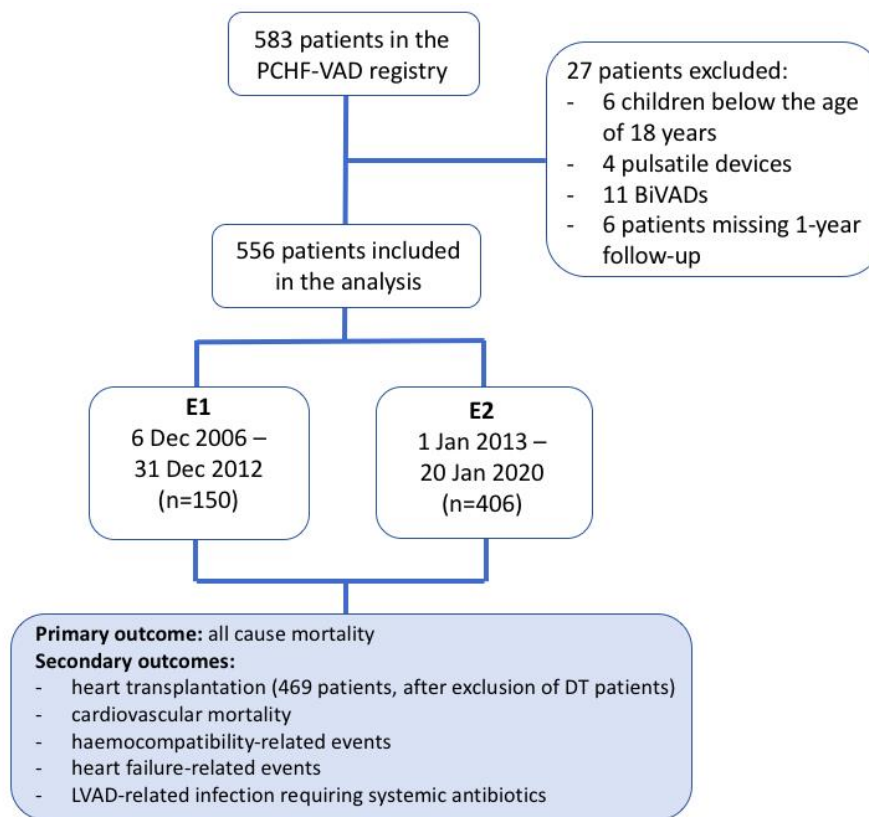 583 patients in the
PCHF-VAD registry
27 patients excluded:
- 6 children below the age
of 18 years
- 4 pulsatile devices
- 11 BiVADs
- 6 patients missing 1-year
follow-up
556 patients included
in the analysis
E1
6 Dec 2006 –
31 Dec 2012
(n=150)
E2
1 Jan 2013 –
20 Jan 2020
(n=406)
Primary outcome: all cause mortality
Secondary outcomes:
- heart transplantation (469 patients, after exclusion of DT patients)
- cardiovascular mortality
- haemocompatibility-related events
- heart failure-related events
- LVAD-related infection requiring systemic antibiotics